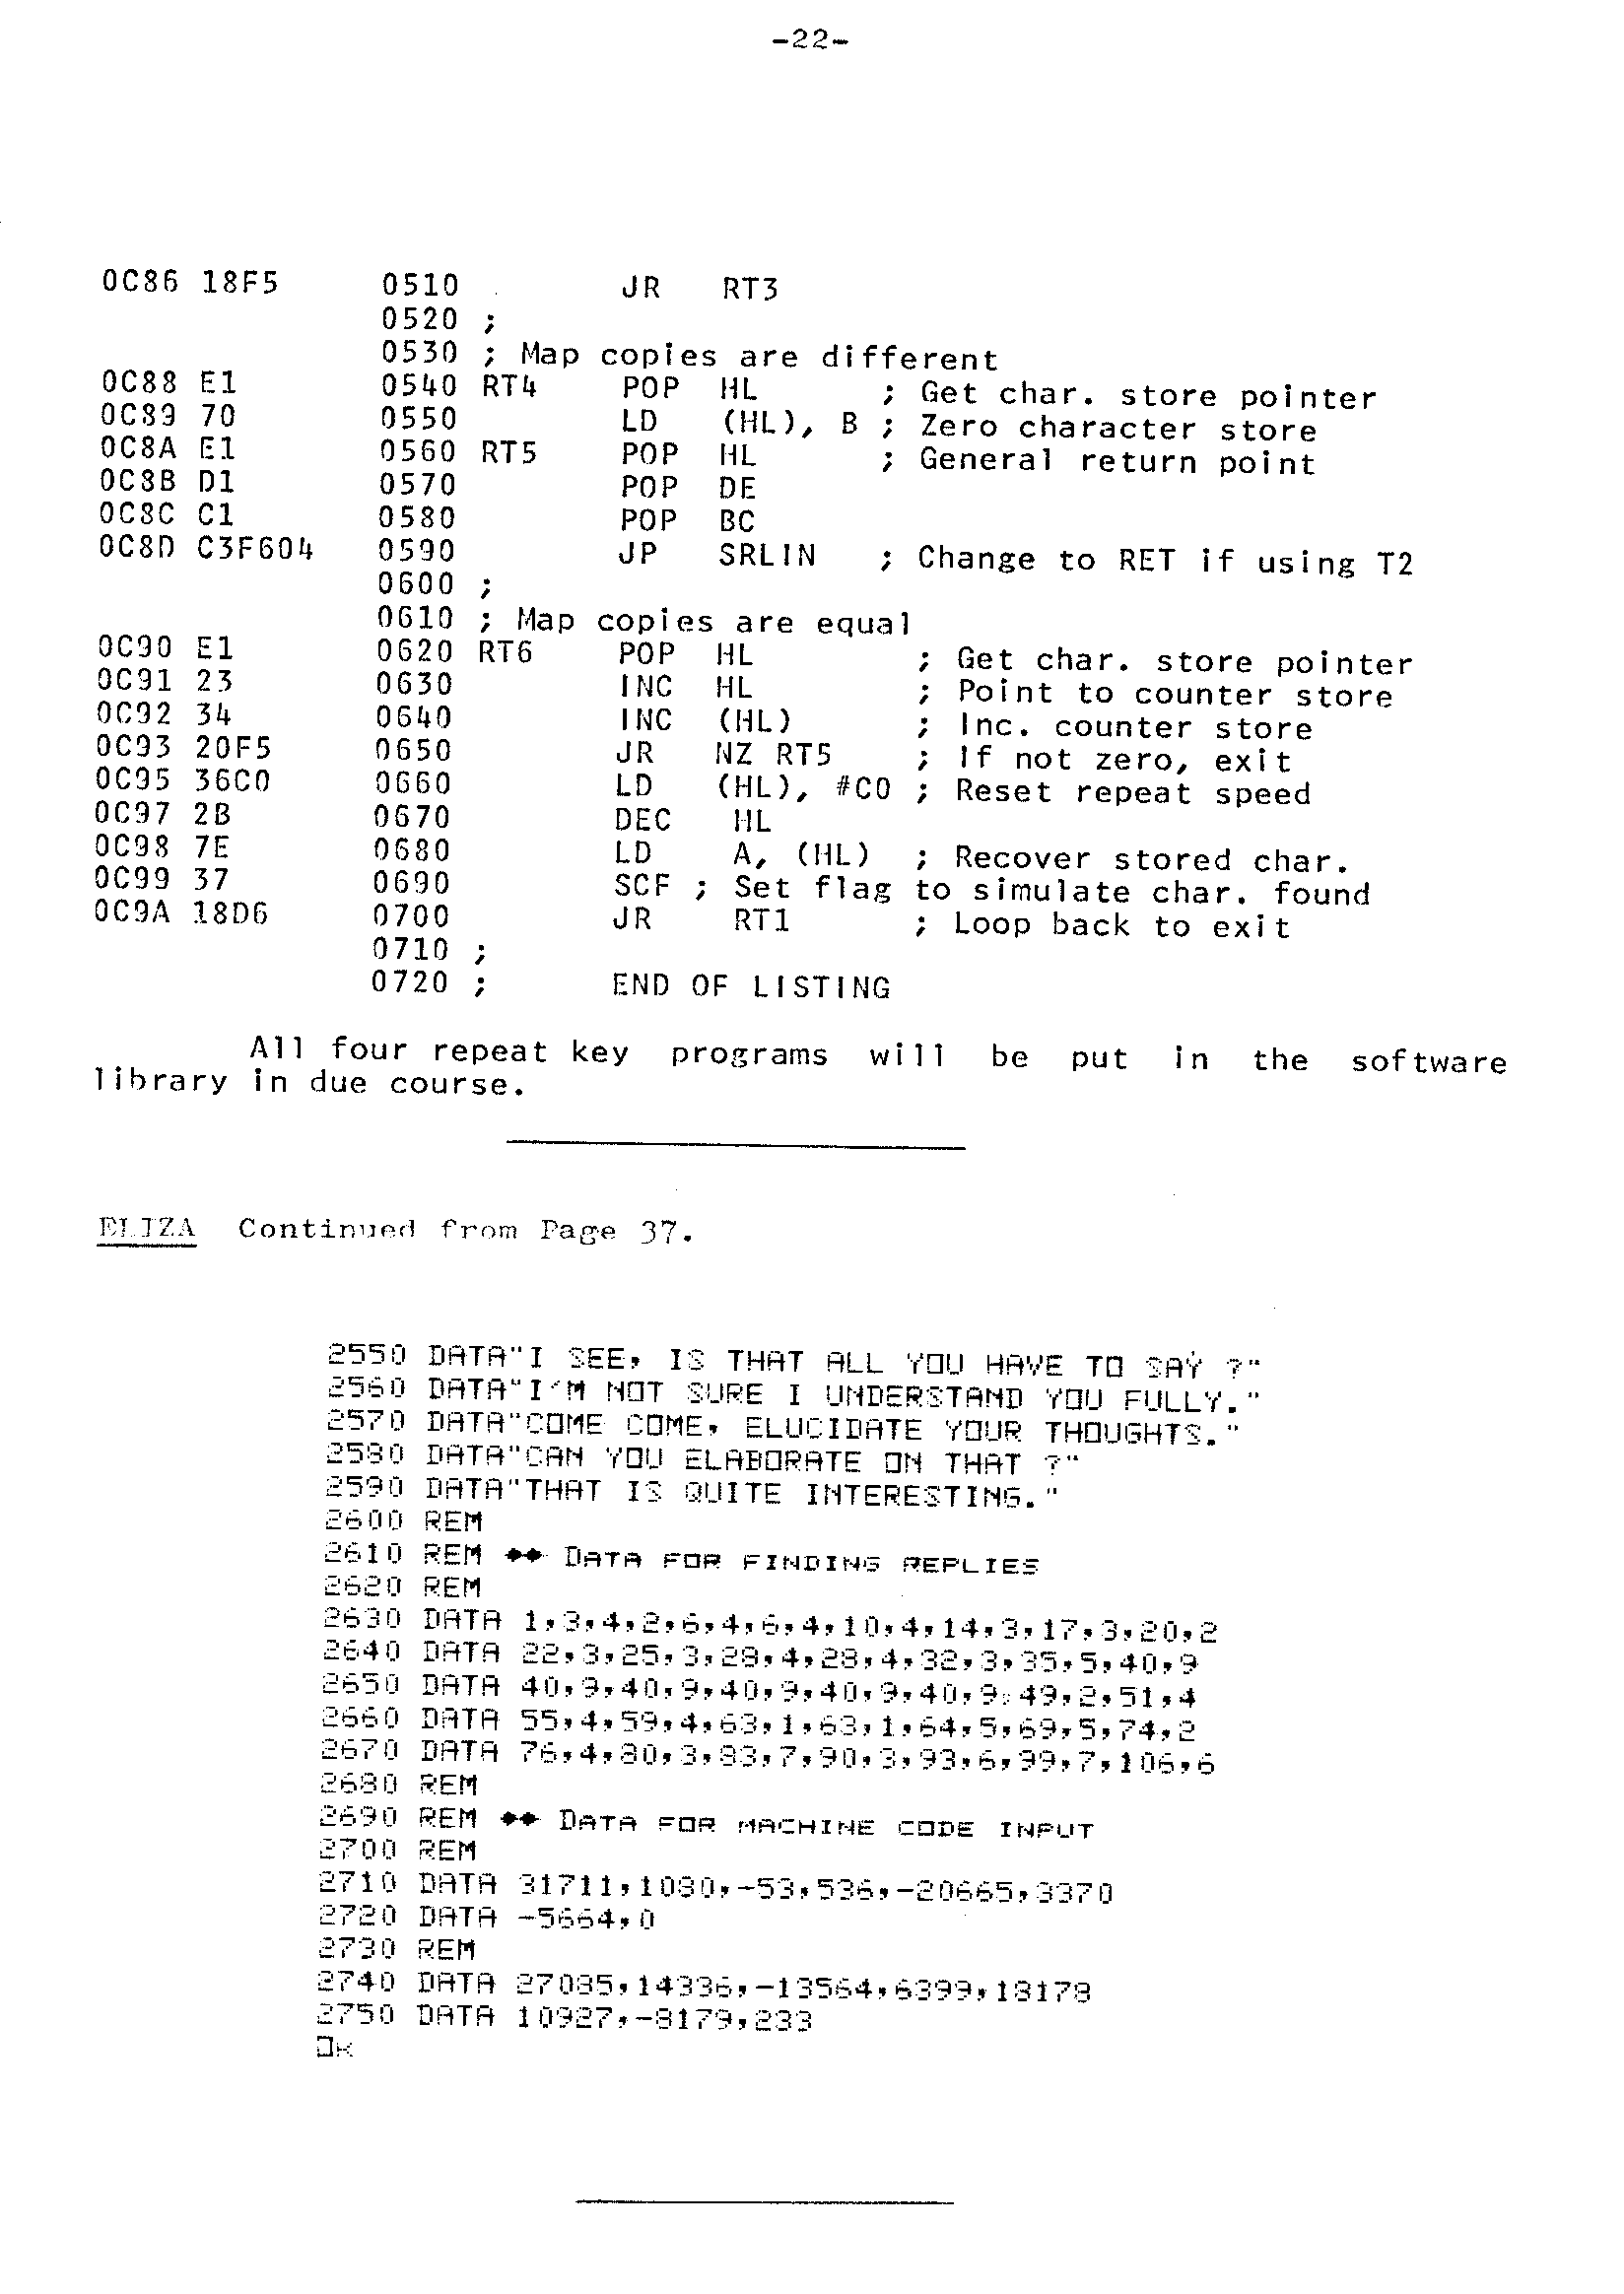 -22-
0C86 18F5 0510 JR RT3
0520 ;
0530 ; Map copies are different
0C88 E1 0540 RT4 POP HL ; Get char. store pointer
0C89 70 0550 LD (HL), B ; Zero character store
0C8A E1 0560 RT5 POP HL ; General return point
0C8B D1 0570 POP DE
0C8C C1 0580 POP BC
0C8D C3F604 0590 JP SRLIN ; Change to RET if using T2
0600 ;
0610 ; Map copies are equal
0C90 E1 0620 RT6 POP HL ; Get char. store pointer
0C91 23 0630 INC HL ; Point to counter store
0C92 34 0640 INC (HL) ; Inc. counter store
0C93 20F5 0650 JR NZ RT5 ; If not zero, exit
0C95 36C0 0660 LD (HL), #C0 ; Reset repeat speed
0C97 2B 0670 DEC HL
0C98 7E 0680 LD A, (HL) ; Recover stored char.
0C99 37 0690 SCF ; Set flag to simulate char. found
0C9A 18D6 0700 JR RT1 ; Loop back to exit
0710 ;
0720 ; END OF LISTING
All four repeat key programs will be put in the software
library in due course.
ELIZA Continued from Page 37.
2550 DATA"I SEE, IS THAT ALL YOU HAVE TO SAY ?"
2560 DATA"I'M NOT SURE I UNDERSTAND YOU FULLY."
2570 DATA"COME COME, ELUCIDATE YOUR THOUGHTS."
2580 DATA"CAN YOU ELABORATE ON THAT ?"
2590 DATA"THAT IS QUITE INTERESTING."
2600 REM
2610 REM ** DATA FOR FINDING REPLIES
2620 REM
2630 DATA 1,3,4,2,6,4,6,4,10,4,14,3,17,3,20,2
2640 DATA 22,3,25,3,28,4,28,4,32,3,35,5,40,9
2650 DATA 40,9,40,9,40,9,40,9,40,9,49,2,51,4
2660 DATA 55,4,59,4,63,1,63,1,64,5,69,5,74,2
2670 DATA 76,4,80,3,83,7,90,3,93,6,99,7,106,6
2680 REM
2690 REM ** DATA FOR MACHINE CODE INPUT
2700 REM
2710 DATA 31711,1080,-53,536,-20665,3370
2720 DATA -5664,0
2730 REM
2740 DATA 27085,14336,-13564,6399,18178
2750 DATA 10927,-8179,233
Ok